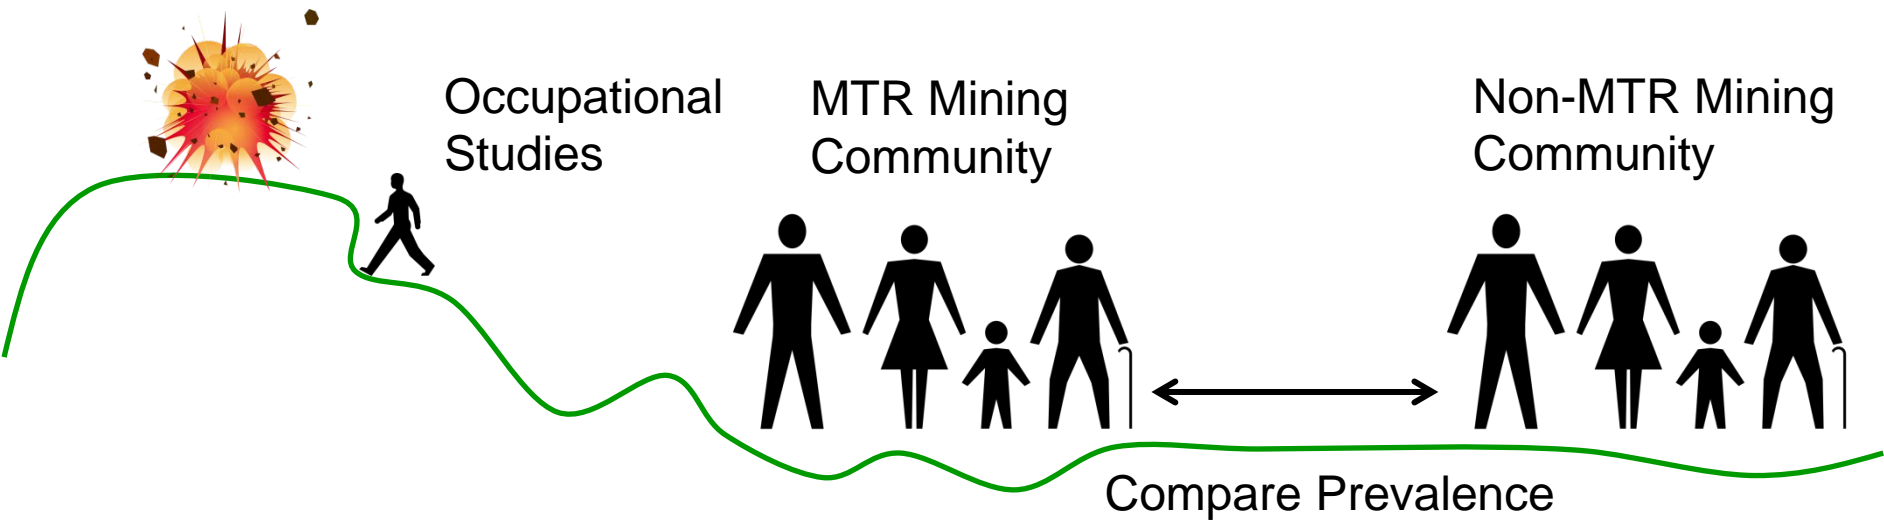 Occupational
Studies
MTR Mining
Community
Non-MTR Mining
Community
Compare Prevalence